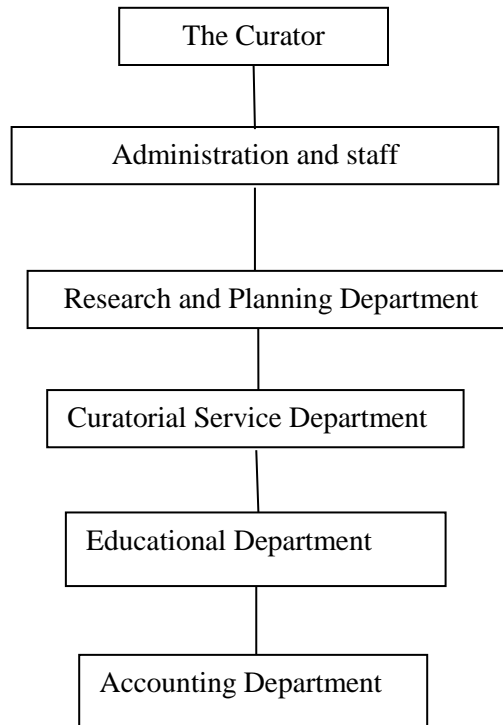 The Curator
Administration and staff
Research and Planning Department
Curatorial Service Department
Educational Department
Accounting Department